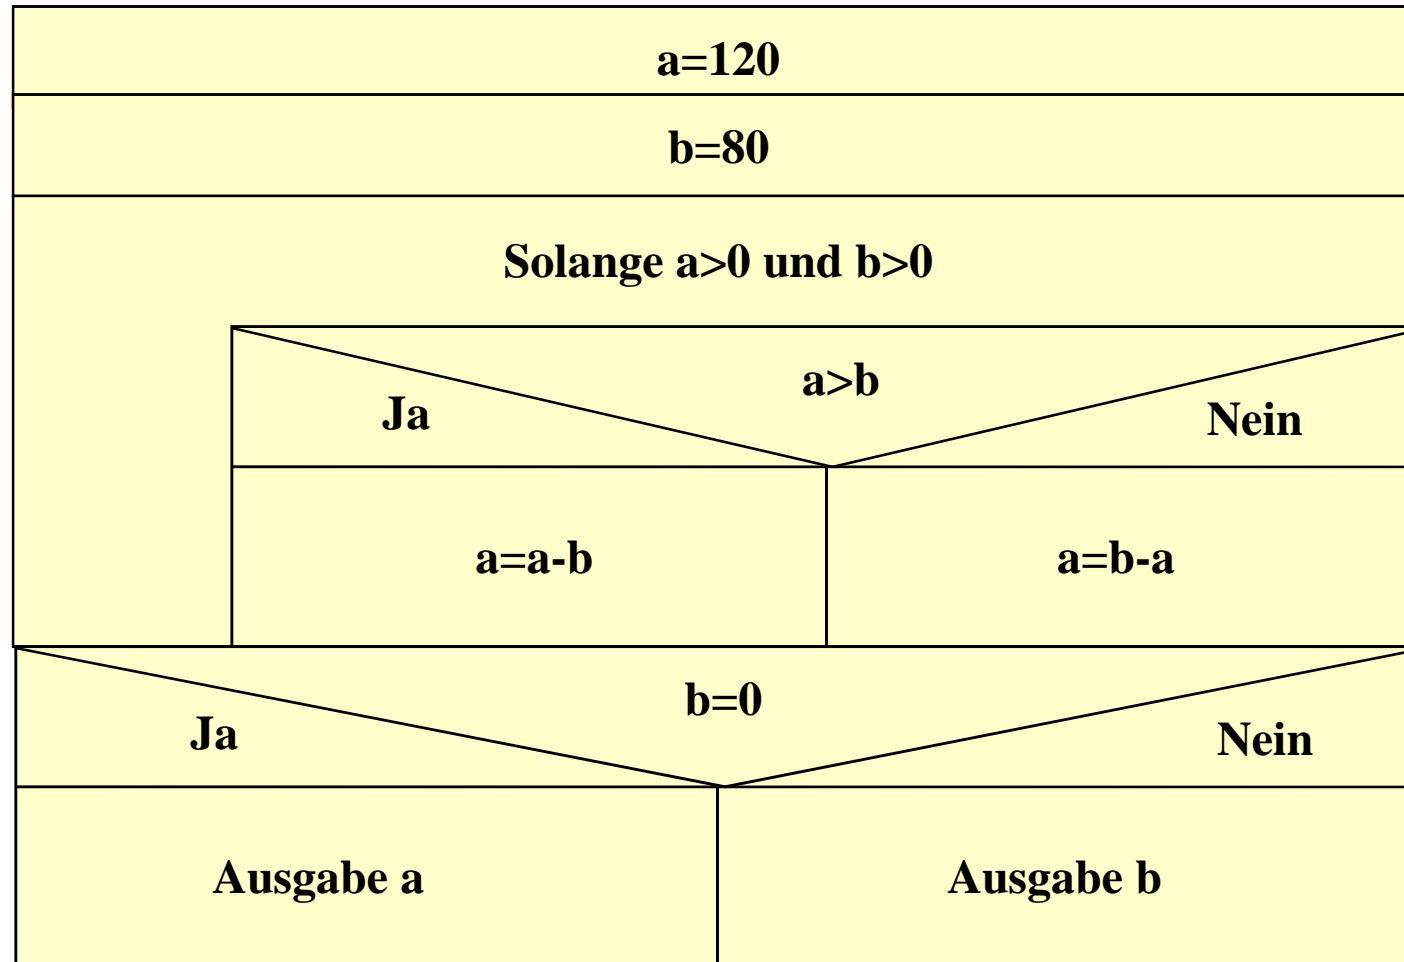 a=120
b=80
Solange a>0 und b>0
a>b
Ja
Nein
a=a-b
a=b-a
b=0
Ja
Nein
Ausgabe a
Ausgabe b